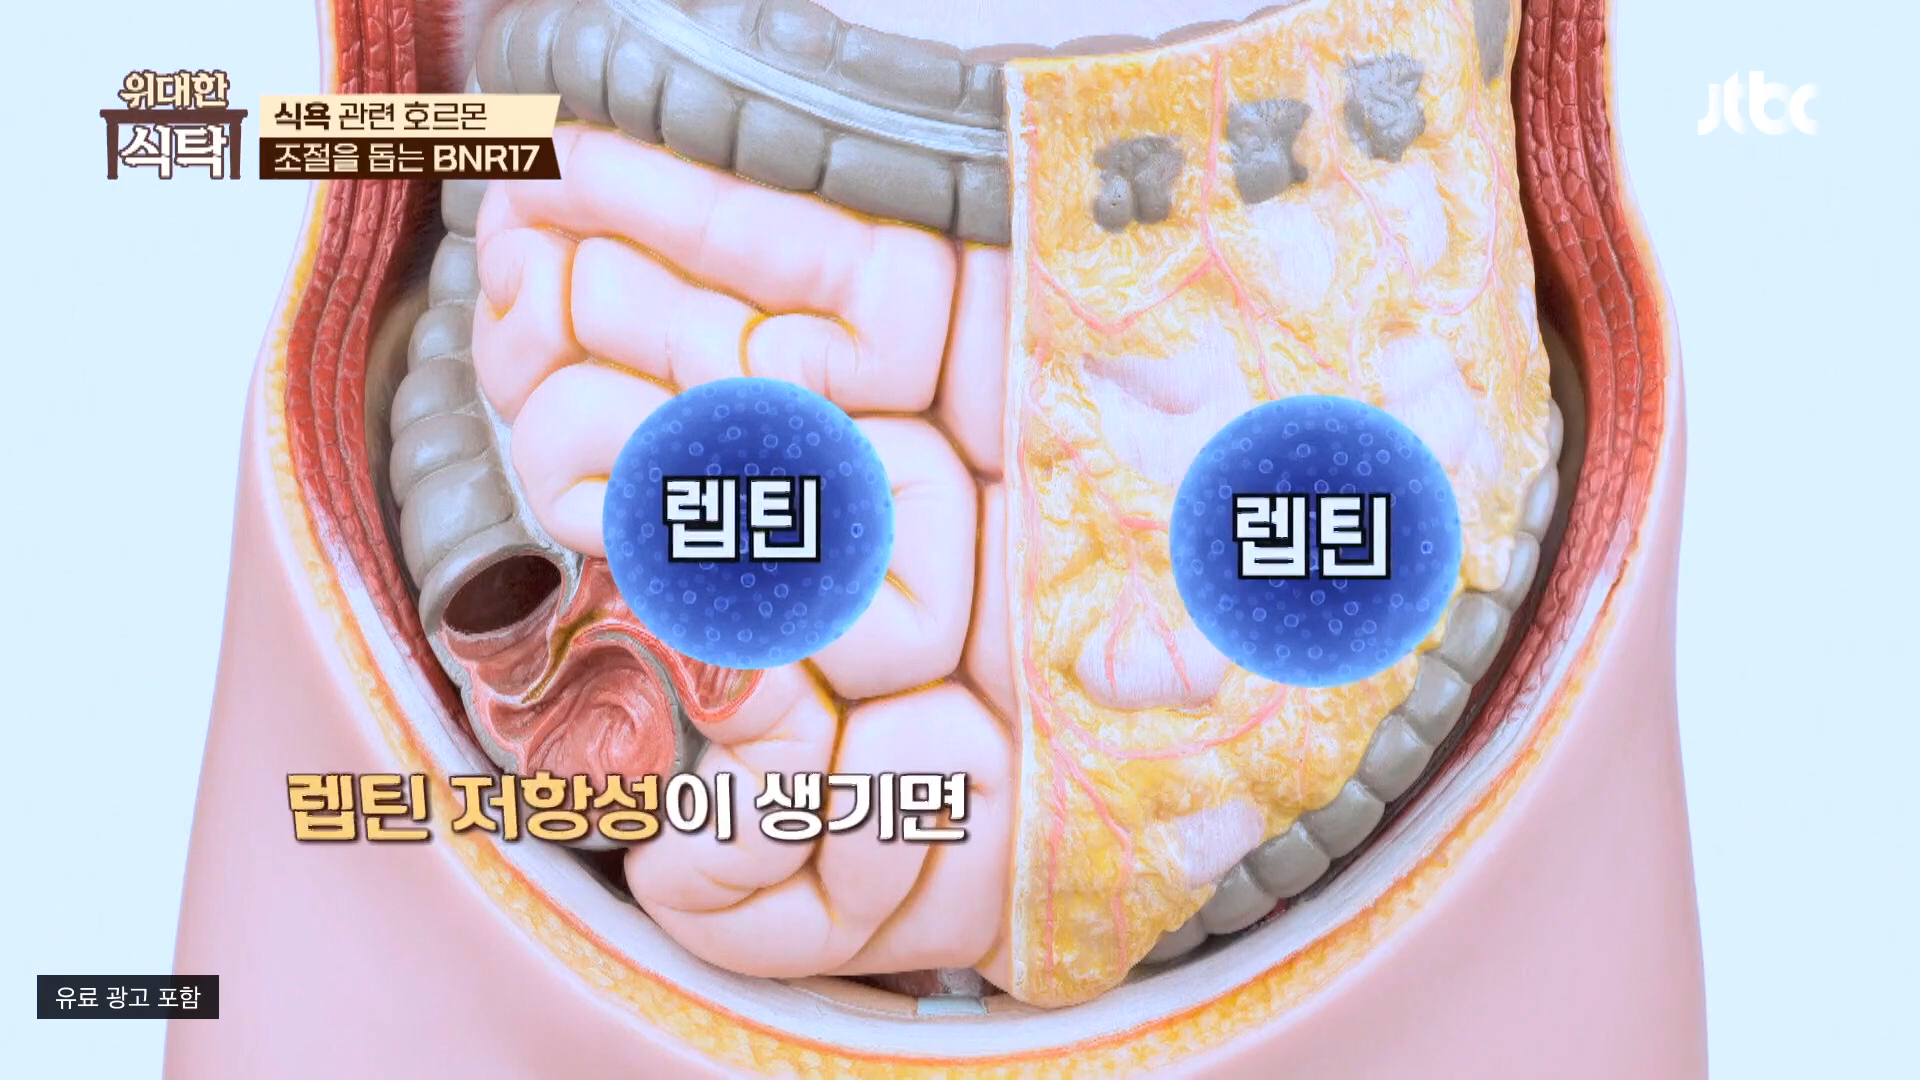 위대한
식탁
식욕 관련 호르몬
조절을 돕는 BNR17
jtbc
렙틴
렙틴
렙틴 저항성이 생기면
유료 광고 포함